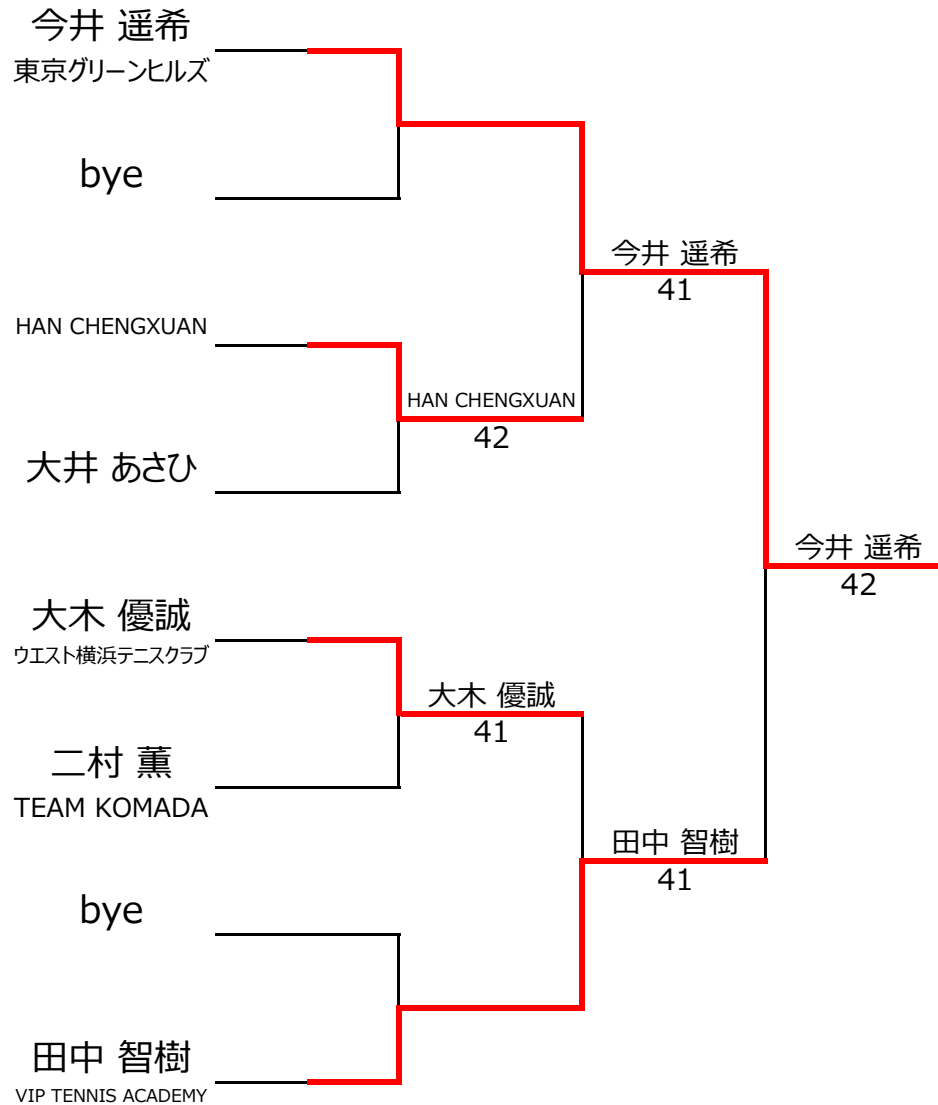 今井 遥希
東京グリーンヒルズ
bye
今井 遥希
41
HAN CHENGXUAN
HAN CHENGXUAN
42
大井 あさひ
今井 遥希
42
大木 優誠
ウエスト横浜テニスクラブ
大木 優誠
41
二村 薫
TEAM KOMADA
田中 智樹
41
bye
田中 智樹
VIP TENNIS ACADEMY